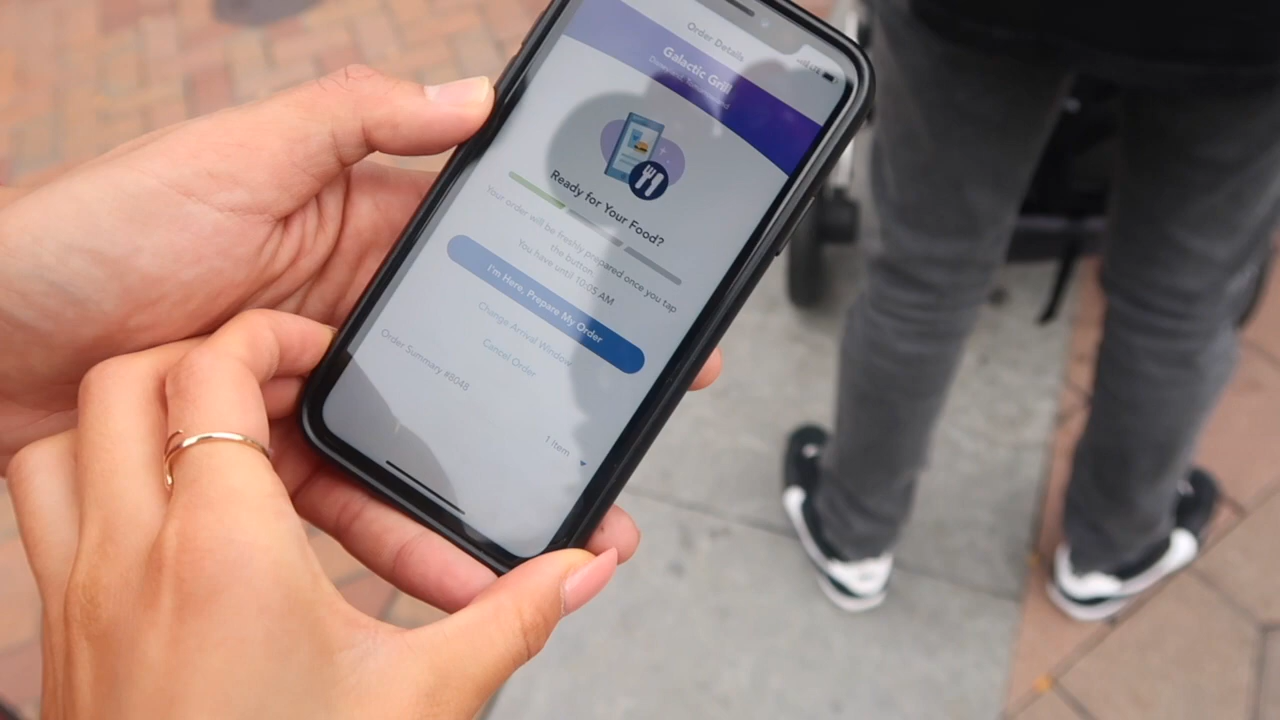 Order Details
Galactic Grill
Ready for Your Food?
Your order will be freshly prepared once you tap
the button.
You have until 10:05 AM
I'm Here, Prepare My Order
Change Arrival Window
Cancel Order
Order Summary #8048
1 Item